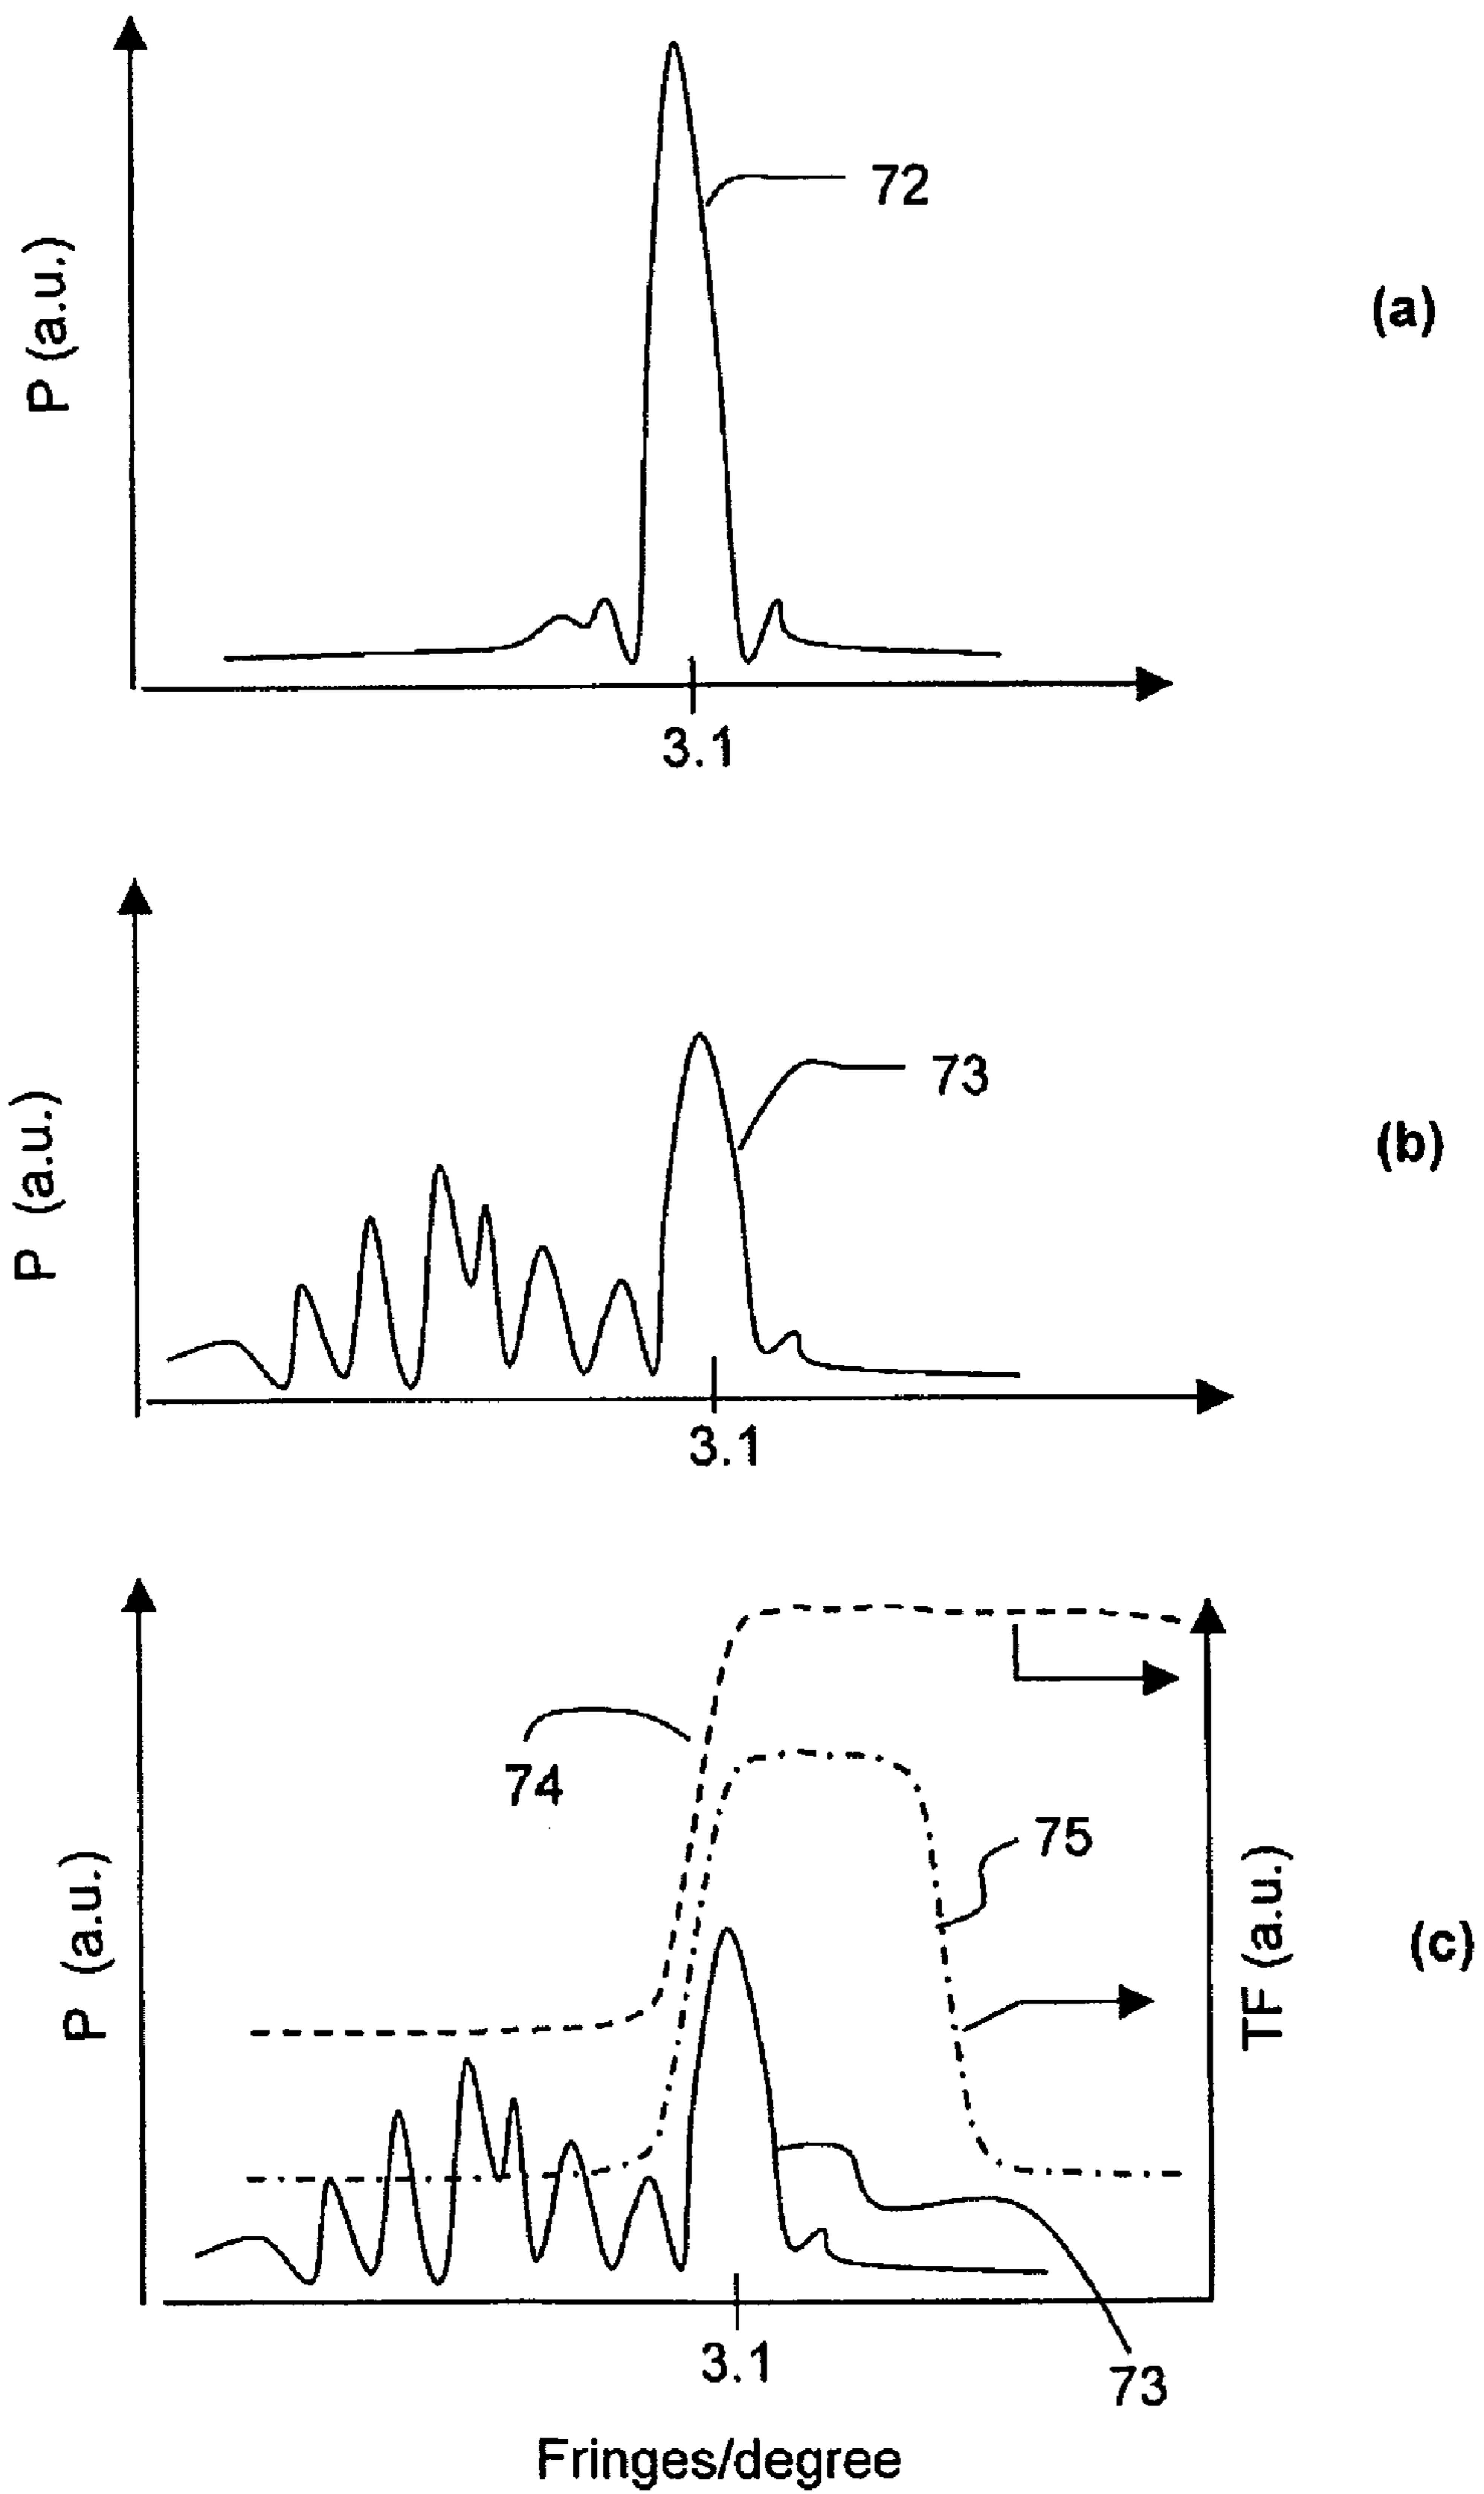 P (a.u.)
72
(a)
3.1
P (a.u.)
73
(b)
3.1
P (a.u.)
74
75
TF (a.u.)
(c)
3.1
73
Fringes/degree